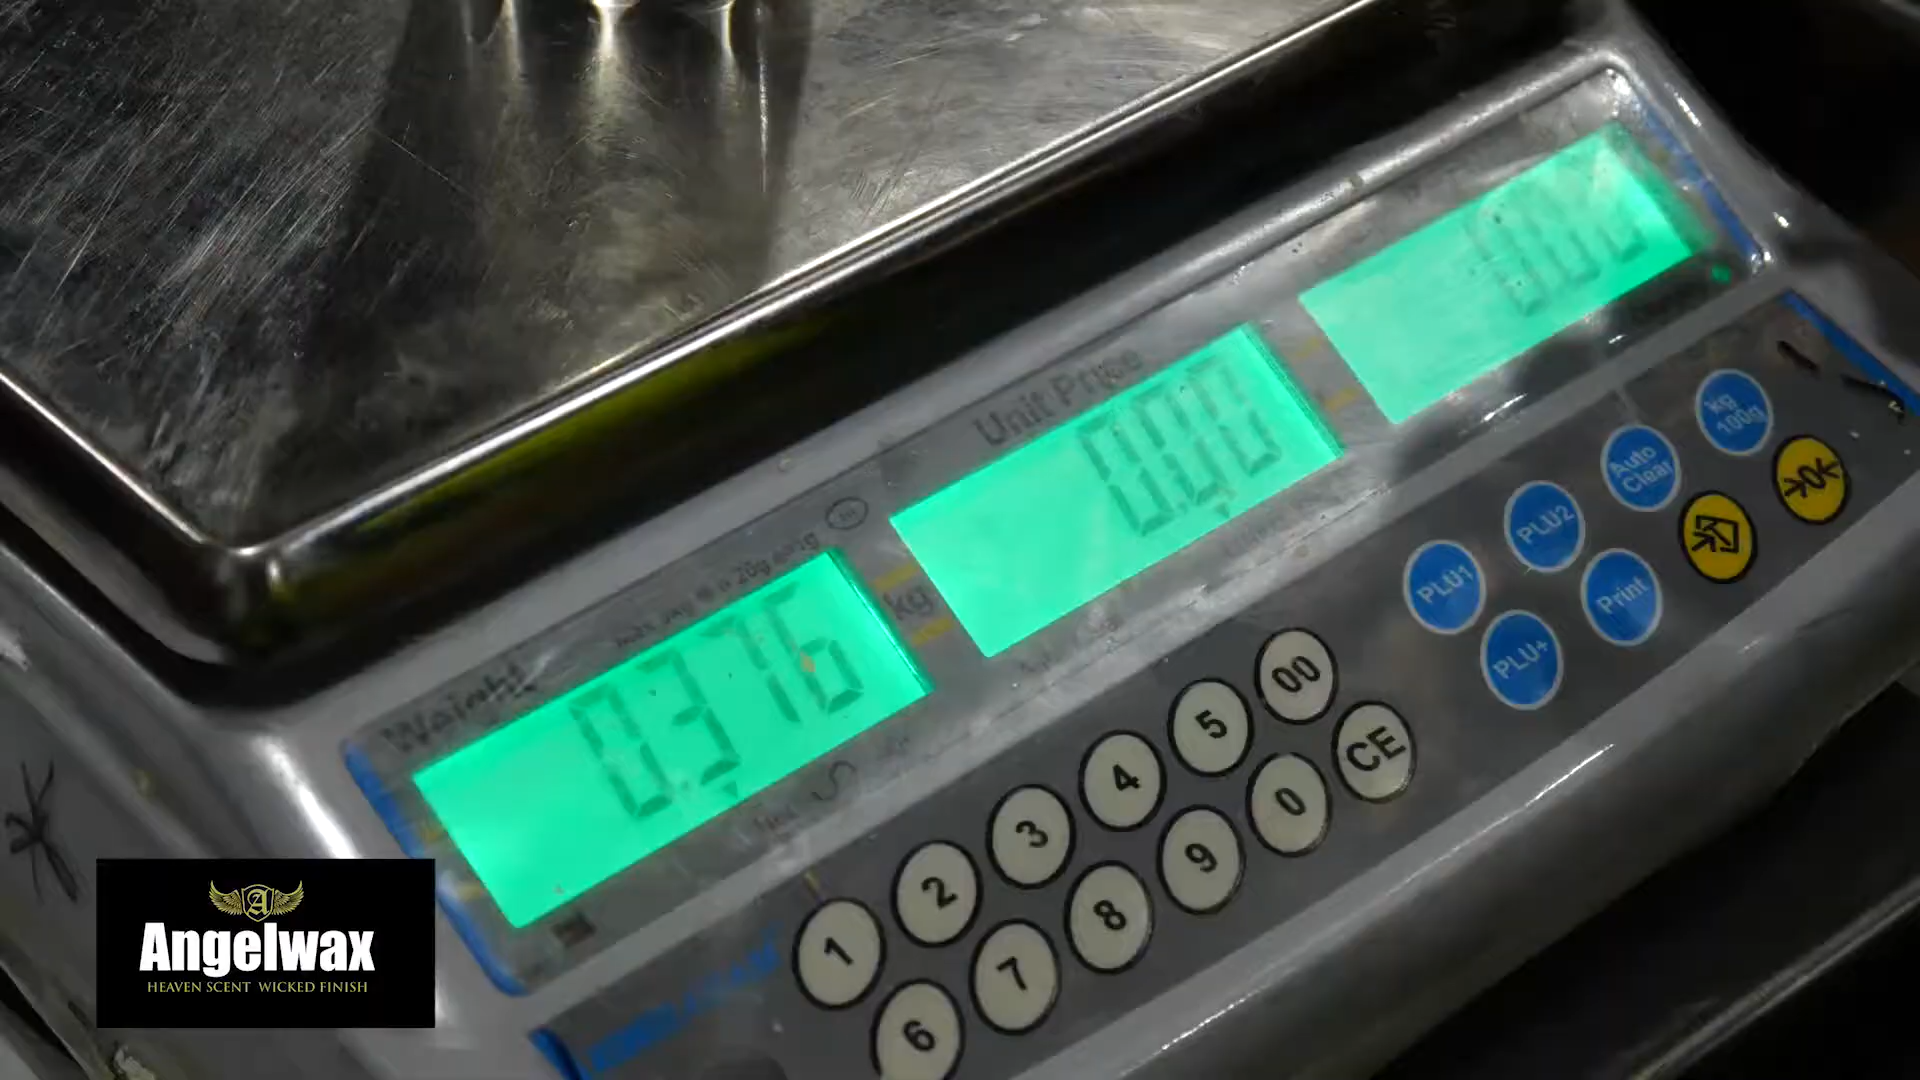 0.00
Unit Price
0.00
Weight
kg
0.376
kg
100g
Auto
Clear
PLU2
PLU1
Print
PLU+
→0←
00
CE
5
0
4
9
3
8
2
7
1
6
A
Angelwax
HEAVEN SCENT WICKED FINISH